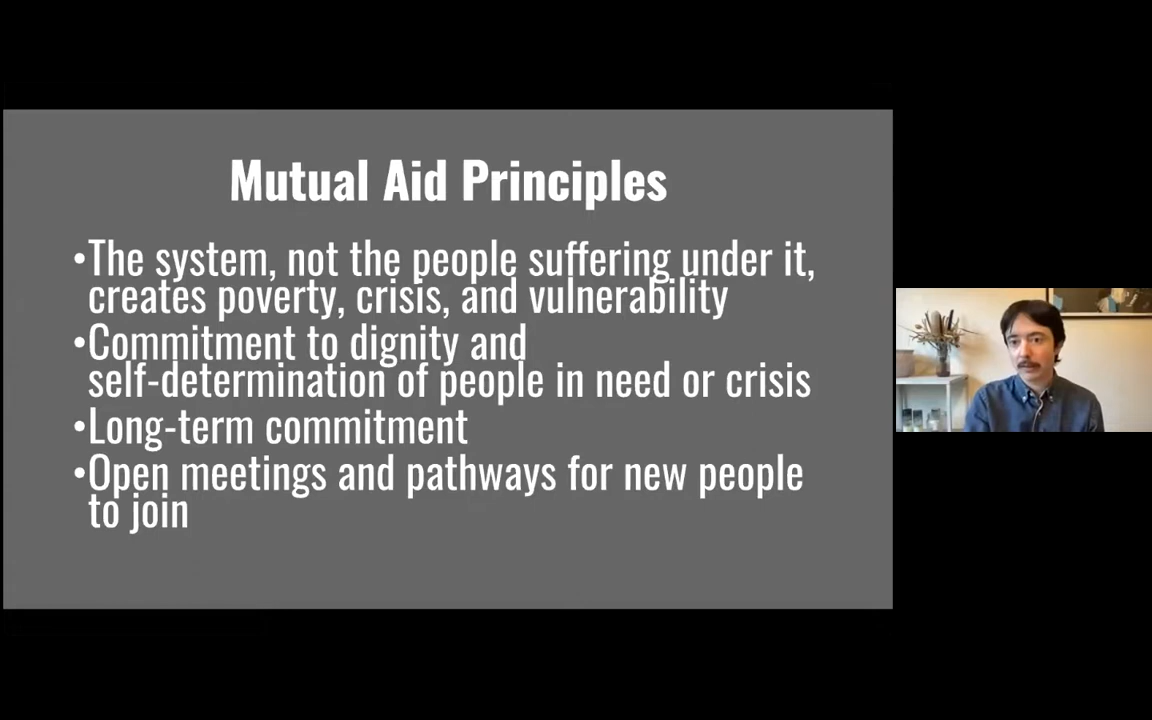 Mutual Aid Principles
•The system, not the people suffering under it,
creates poverty, crisis, and vulnerability
•Commitment to dignity and
self-determination of people in need or crisis
•Long-term commitment
•Open meetings and pathways for new people
to join